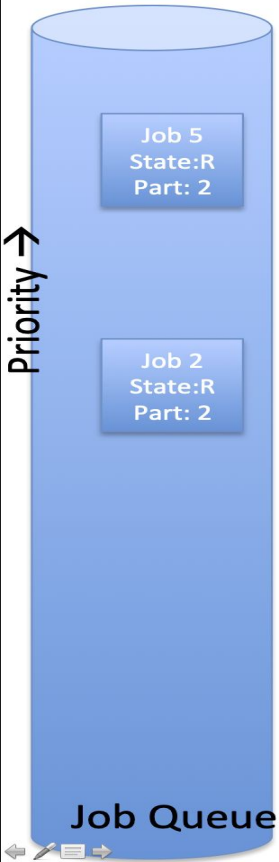 Job 5
State:R
Part: 2
Priority →
Job 2
State:R
Part: 2
Job Queue